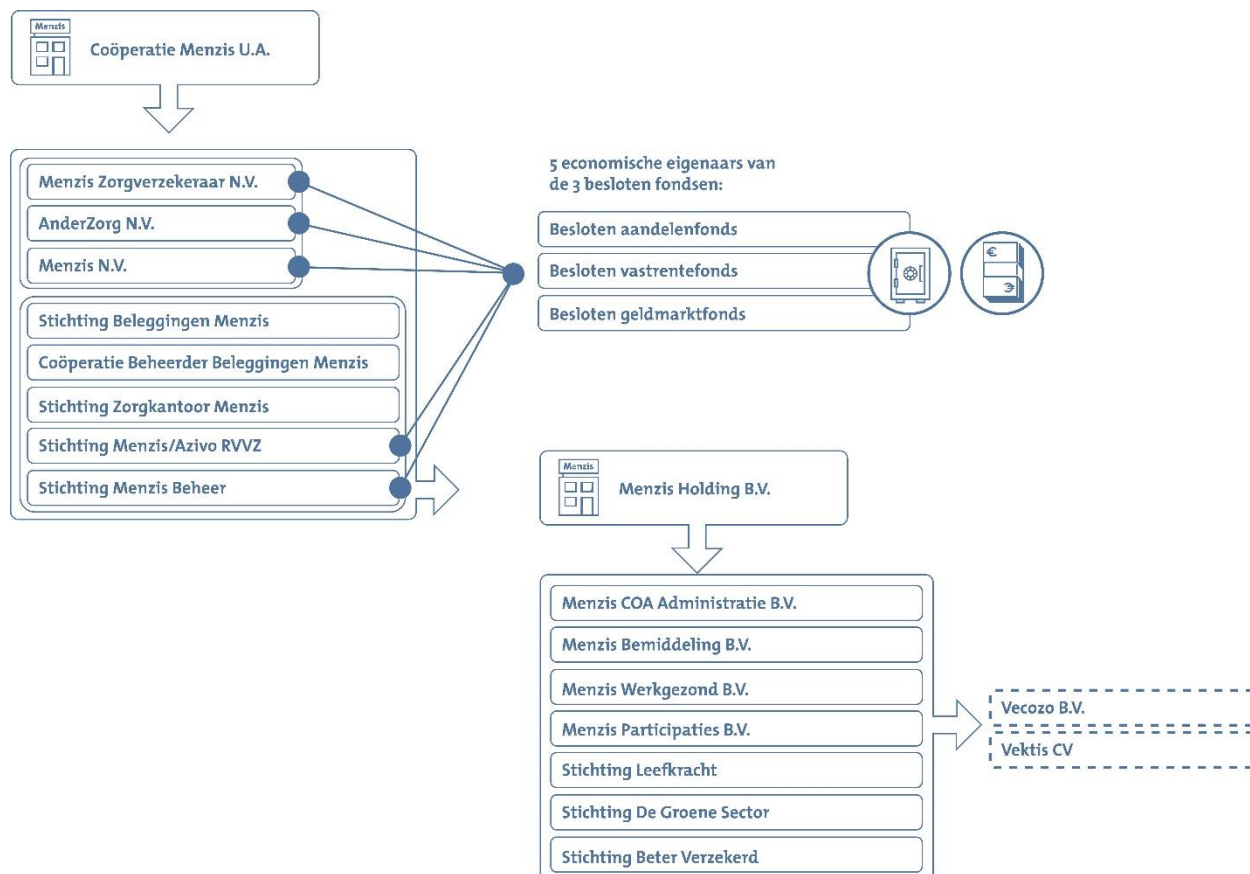 Menzis
Coöperatie Menzis U.A.
Menzis Zorgverzekeraar N.V.
AnderZorg N.V.
Menzis N.V.
Stichting Beleggingen Menzis
Coöperatie Beheerder Beleggingen Menzis
Stichting Zorgkantoor Menzis
Stichting Menzis/Azivo RVVZ
Stichting Menzis Beheer
5 economische eigenaars van
de 3 besloten fondsen:
Besloten aandelenfonds
Besloten vastrentefonds
Besloten geldmarktfonds
€
€
Menzis
Menzis Holding B.V.
Menzis COA Administratie B.V.
Menzis Bemiddeling B.V.
Menzis Werkgezond B.V.
Menzis Participaties B.V.
Stichting Leefkracht
Stichting De Groene Sector
Stichting Beter Verzekerd
Vecozo B.V.
Vektis CV